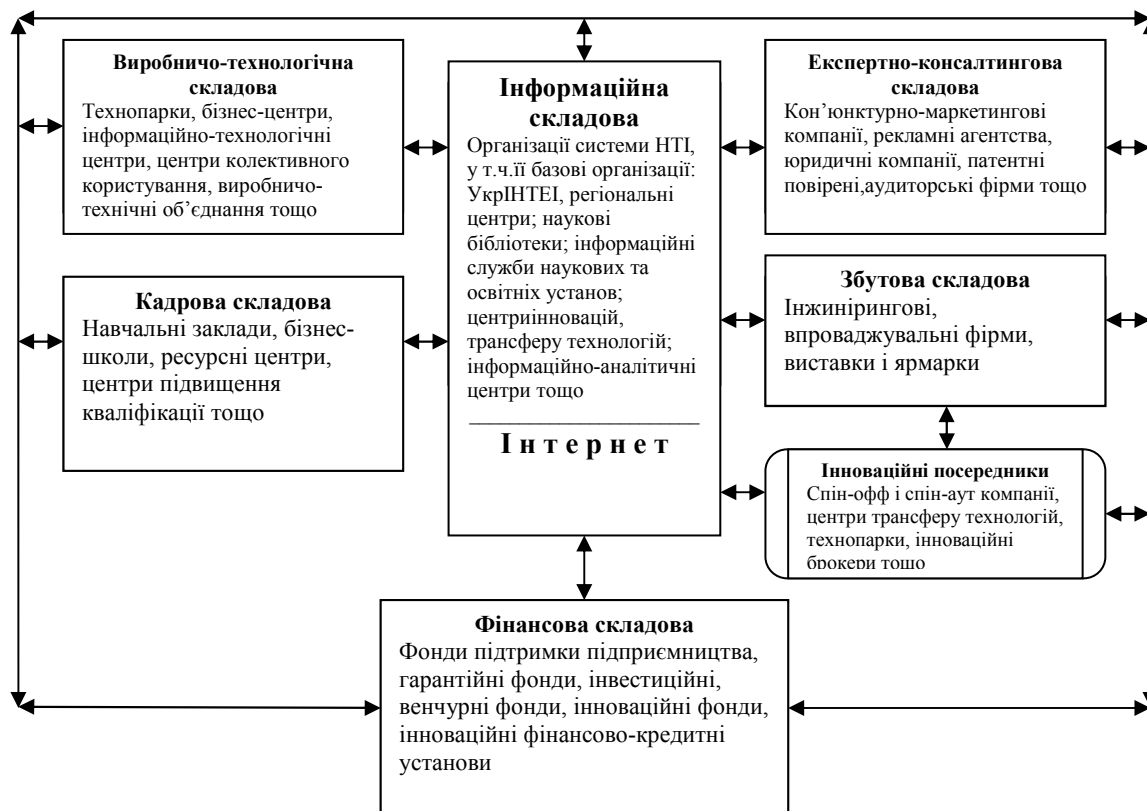 Виробничо-технологічна
складова
Технопарки, бізнес-центри,
інформаційно-технологічні
центри, центри колективного
користування, виробничо-
технічні об’єднання тощо
Кадрова складова
Навчальні заклади, бізнес-
школи, ресурсні центри,
центри підвищення
кваліфікації тощо
Інформаційна
складова
Організації системи НТІ,
у т.ч.її базові організації:
УкрІНТЕІ, регіональні
центри; наукові
бібліотеки; інформаційні
служби наукових та
освітніх установ;
центриінновацій,
трансферу технологій;
інформаційно-аналітичні
центри тощо
І н т е р н е т
Експертно-консалтингова
складова
Кон’юнктурно-маркетингові
компанії, рекламні агентства,
юридичні компанії, патентні
повірені,аудиторські фірми тощо
Збутова складова
Інжинірингові,
впроваджувальні фірми,
виставки і ярмарки
Інноваційні посередники
Спін-офф і спін-аут компанії,
центри трансферу технологій,
технопарки, інноваційні
брокери тощо
Фінансова складова
Фонди підтримки підприємництва,
гарантійні фонди, інвестиційні,
венчурні фонди, інноваційні фонди,
інноваційні фінансово-кредитні
установи